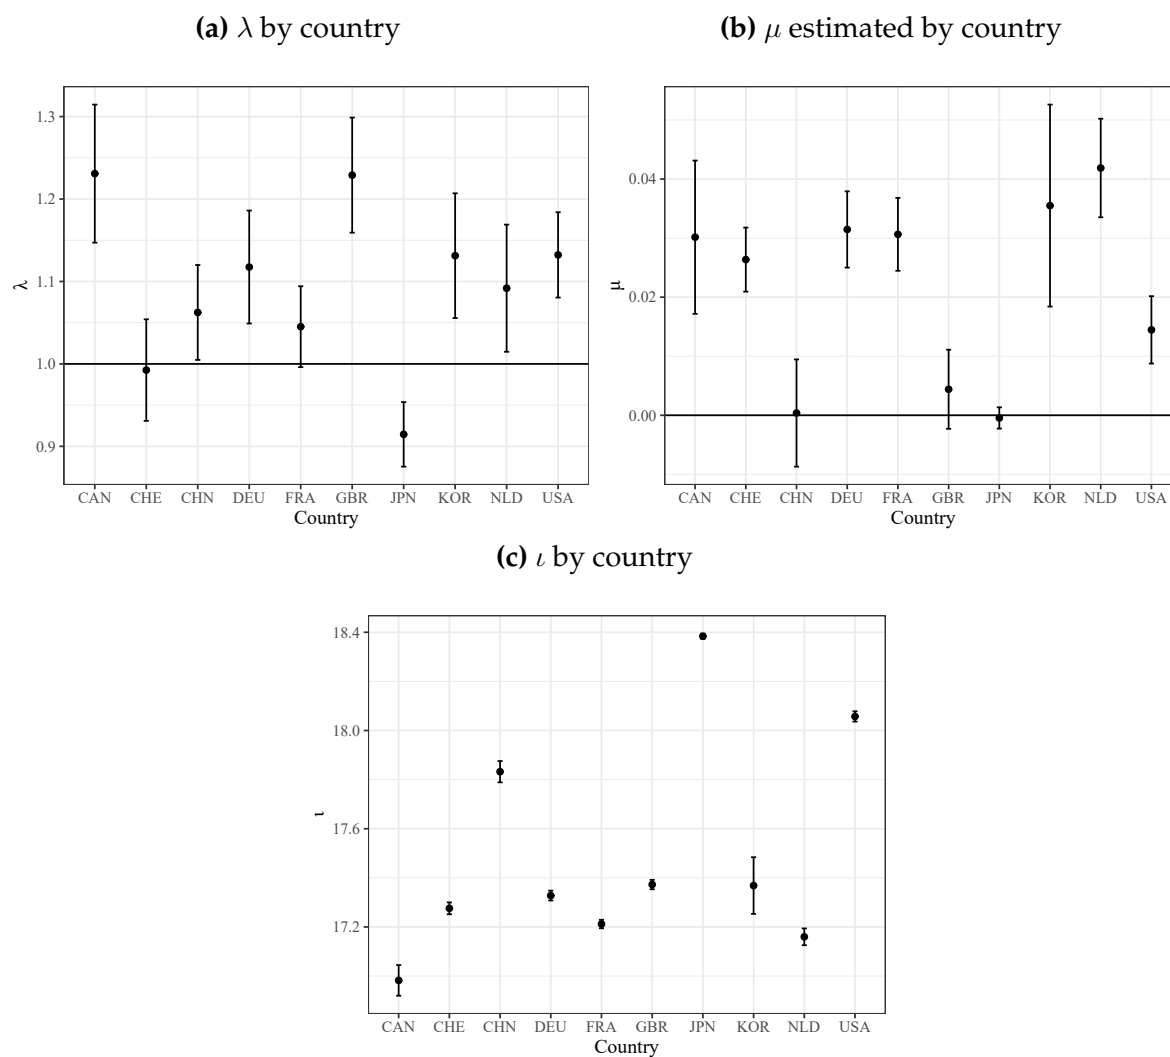 (a) λ by country
1.3
1.2
1.1
1.0
0.9
λ
CAN CHE CHN DEU FRA GBR JPN KOR NLD USA
Country
(b) μ estimated by country
0.04
0.02
0.00
μ
CAN CHE CHN DEU FRA GBR JPN KOR NLD USA
Country
(c) ι by country
18.4
18.0
17.6
17.2
ι
CAN CHE CHN DEU FRA GBR JPN KOR NLD USA
Country